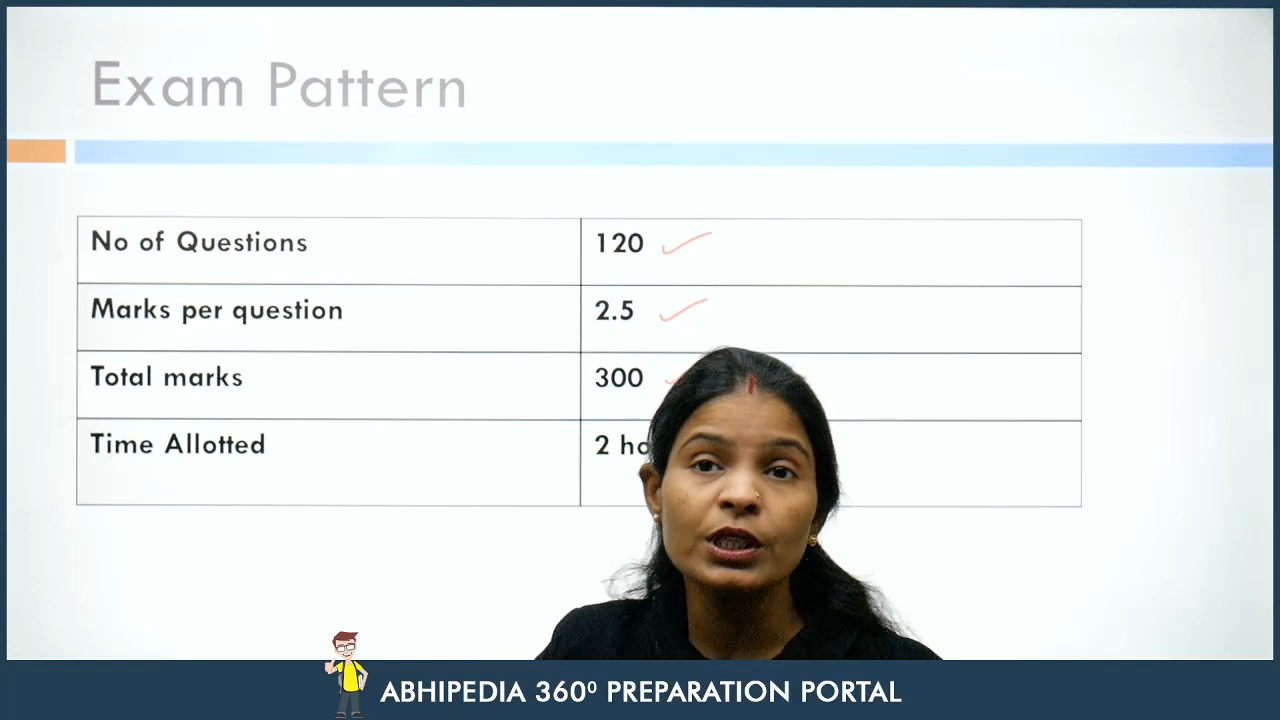 Exam Pattern
No of Questions 120
Marks per question 2.5
Total marks 300
Time Allotted 2
ABHIPEDIA 360⁰ PREPARATION PORTAL